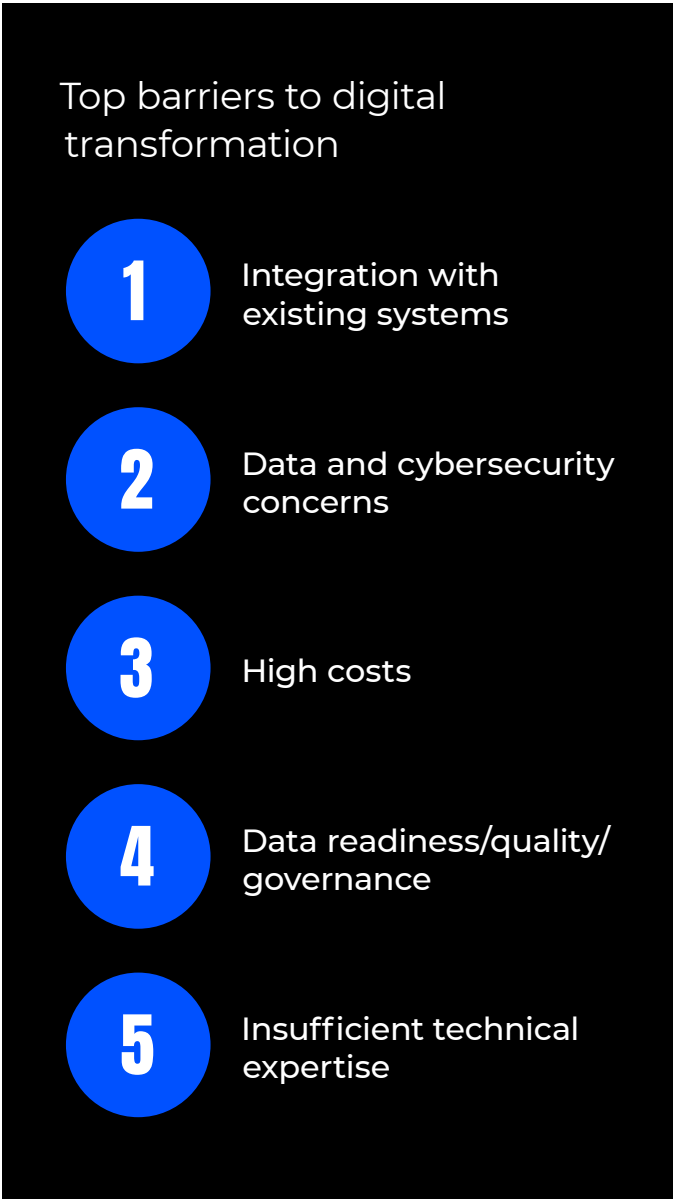 Top barriers to digital
transformation
1
Integration with
existing systems
2
Data and cybersecurity
concerns
3
High costs
4
Data readiness/quality/
governance
5
Insufficient technical
expertise